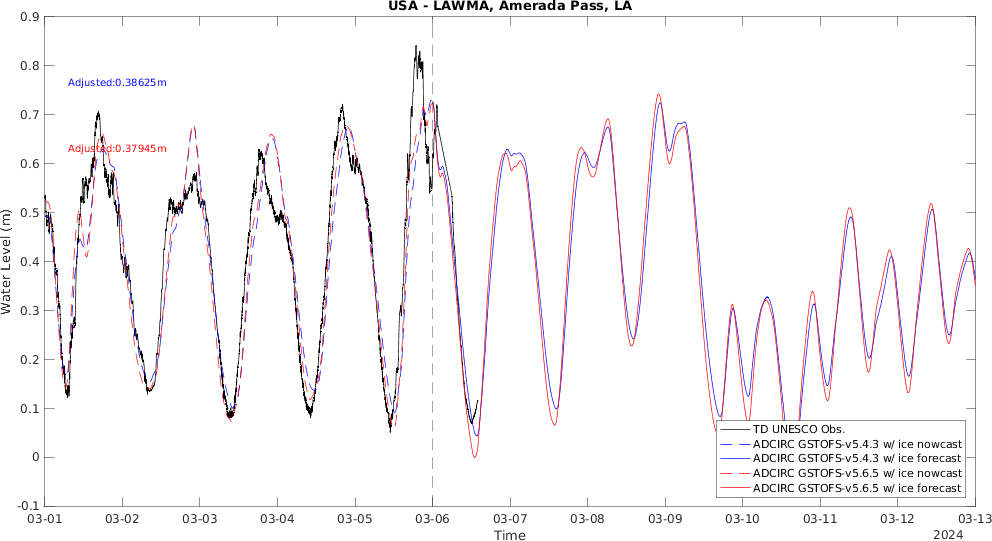 USA - LAWMA, Amerada Pass, LA
0.9
0.8
0.7
0.6
0.5
0.4
0.3
0.2
0.1
0
-0.1
Water Level (m)
Adjusted:0.38625m
Adjusted:0.37945m
TD UNESCO Obs.
ADCIRC GSTOFS-v5.4.3 w/ ice nowcast
ADCIRC GSTOFS-v5.4.3 w/ ice forecast
ADCIRC GSTOFS-v5.6.5 w/ ice nowcast
ADCIRC GSTOFS-v5.6.5 w/ ice forecast
03-01 03-02 03-03 03-04 03-05 03-06 03-07 03-08 03-09 03-10 03-11 03-12 03-13
Time
2024